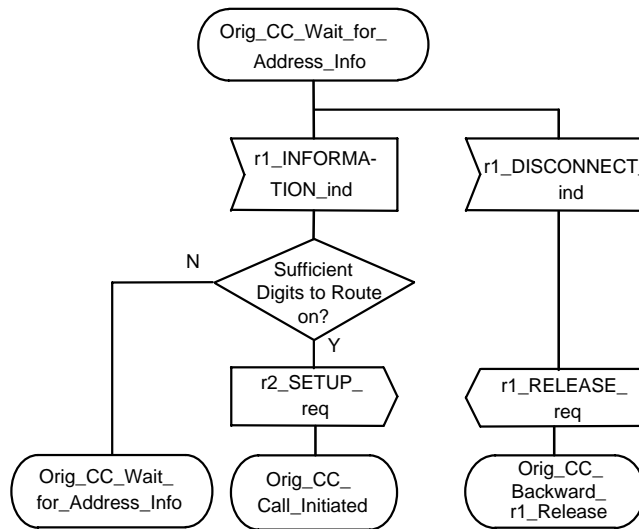 Orig_CC_Wait_for_
Address_Info
r1_INFORMA-
TION_ind
r1_DISCONNECT_
ind
N
Sufficient
Digits to Route
on?
Y
r2_SETUP_
req
r1_RELEASE_
req
Orig_CC_Wait_
for_Address_Info
Orig_CC_
Call_Initiated
Orig_CC_
Backward_
r1_Release